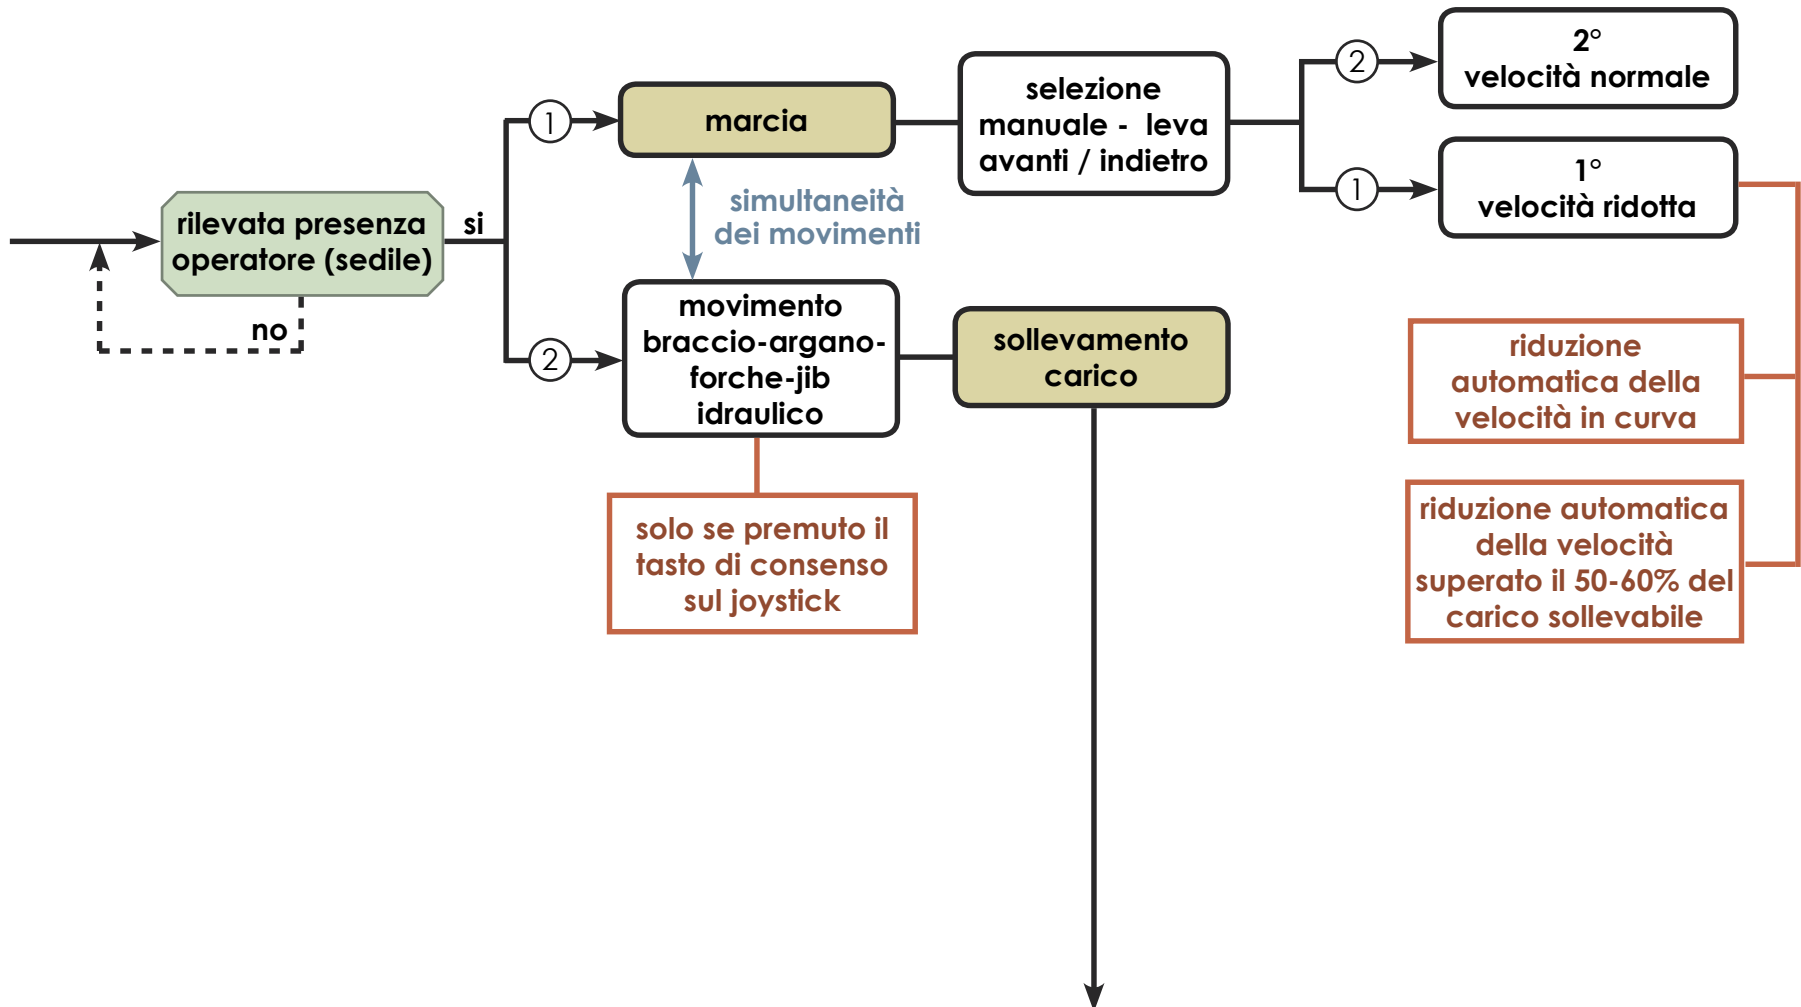 2°
velocità normale
2
selezione
manuale -  leva
avanti / indietro
marcia
1
1°
velocità ridotta
1
simultaneità
dei movimenti
rilevata presenza
operatore (sedile)
si
no
movimento
braccio-argano-
forche-jib
idraulico
2
sollevamento
carico
riduzione
automatica della
velocità in curva
solo se premuto il
tasto di consenso
sul joystick
riduzione automatica
della velocità
superato il 50-60% del
carico sollevabile